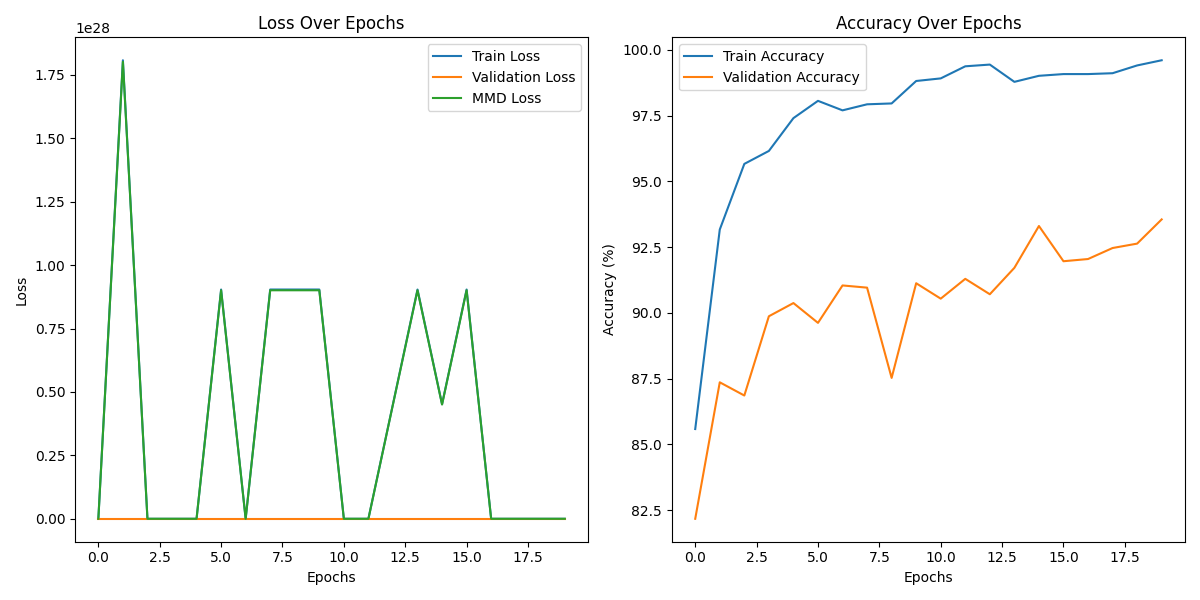 Loss Over Epochs
1e28
Train Loss
Validation Loss
MMD Loss
1.75
1.50
1.25
1.00
0.75
0.50
0.25
0.00
Loss
0.0 2.5 5.0 7.5 10.0 12.5 15.0 17.5
Epochs
Accuracy Over Epochs
Train Accuracy
Validation Accuracy
100.0
97.5
95.0
92.5
90.0
87.5
85.0
82.5
Accuracy (%)
0.0 2.5 5.0 7.5 10.0 12.5 15.0 17.5
Epochs